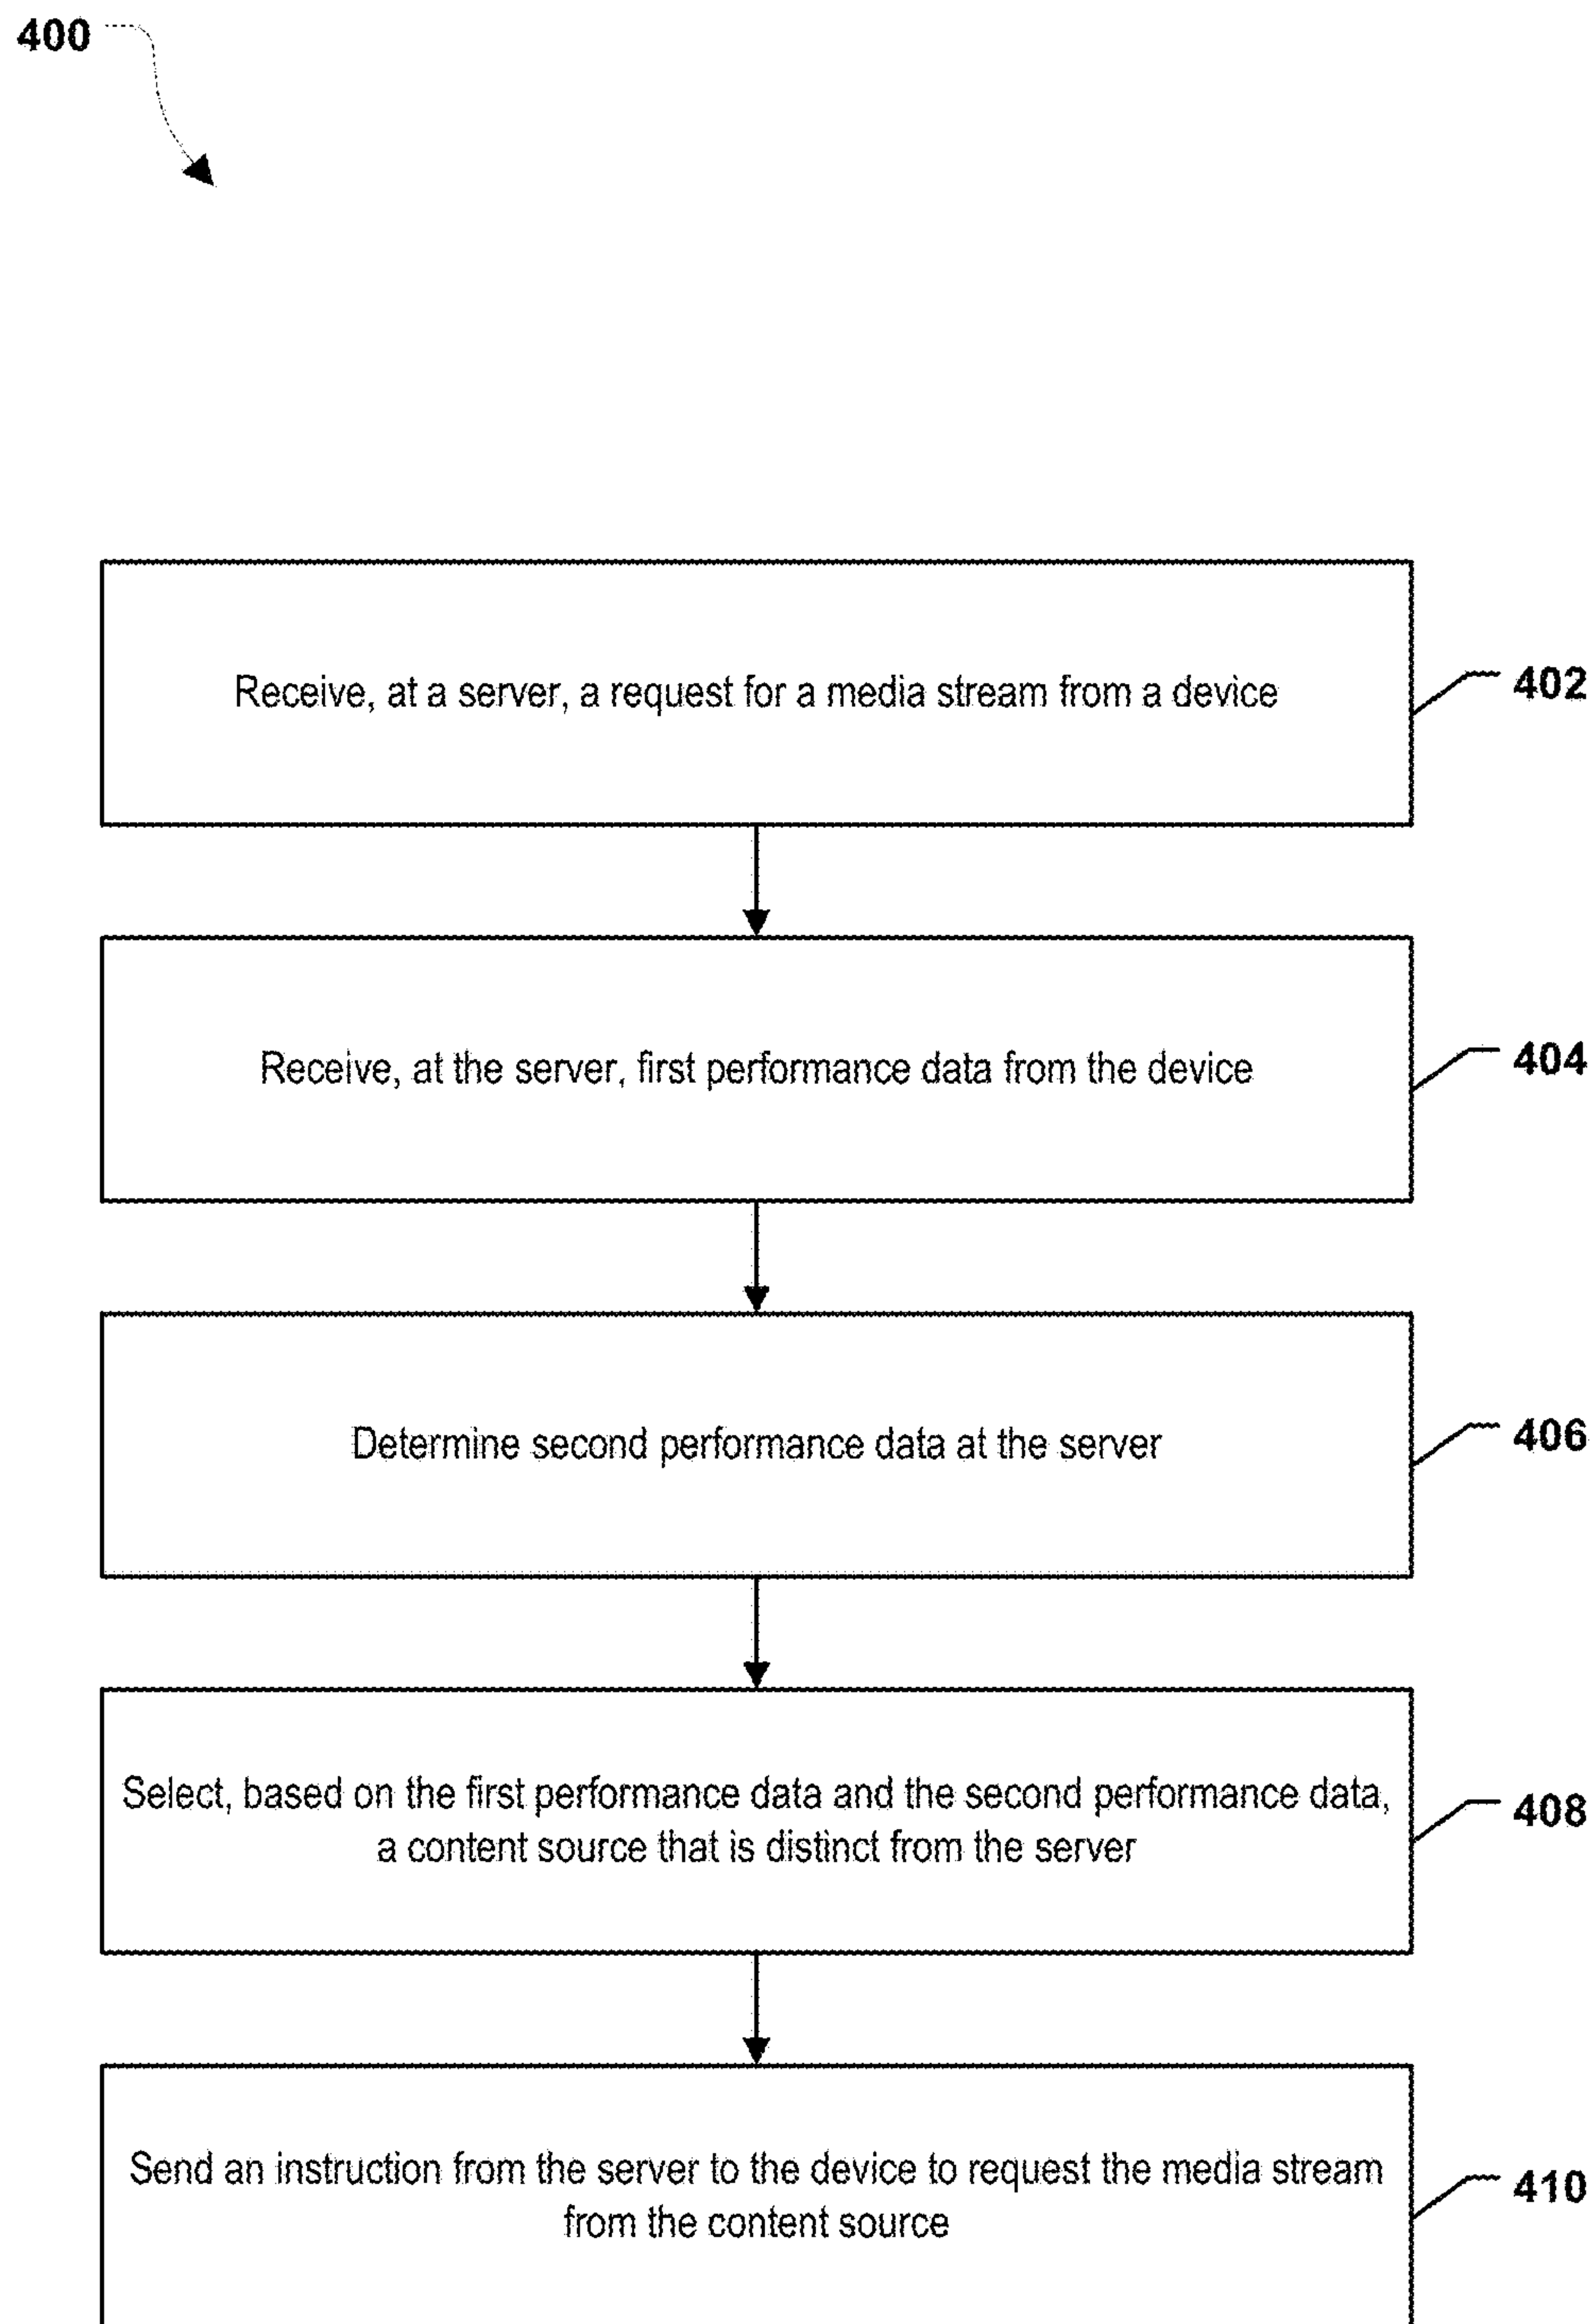 400
Receive, at a server, a request for a media stream from a device
402
Receive, at the server, first performance data from the device
404
Determine second performance data at the server
406
Select, based on the first performance data and the second performance data,
a content source that is distinct from the server
408
Send an instruction from the server to the device to request the media stream
from the content source
410